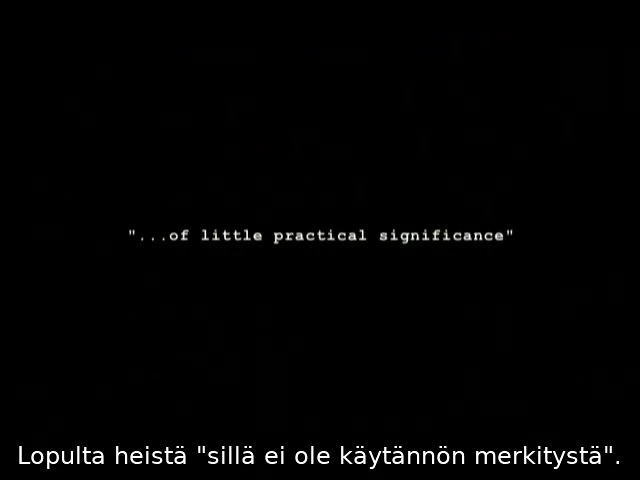 "...of little practical significance"
Lopulta heistä "sillä ei ole käytännön merkitystä".